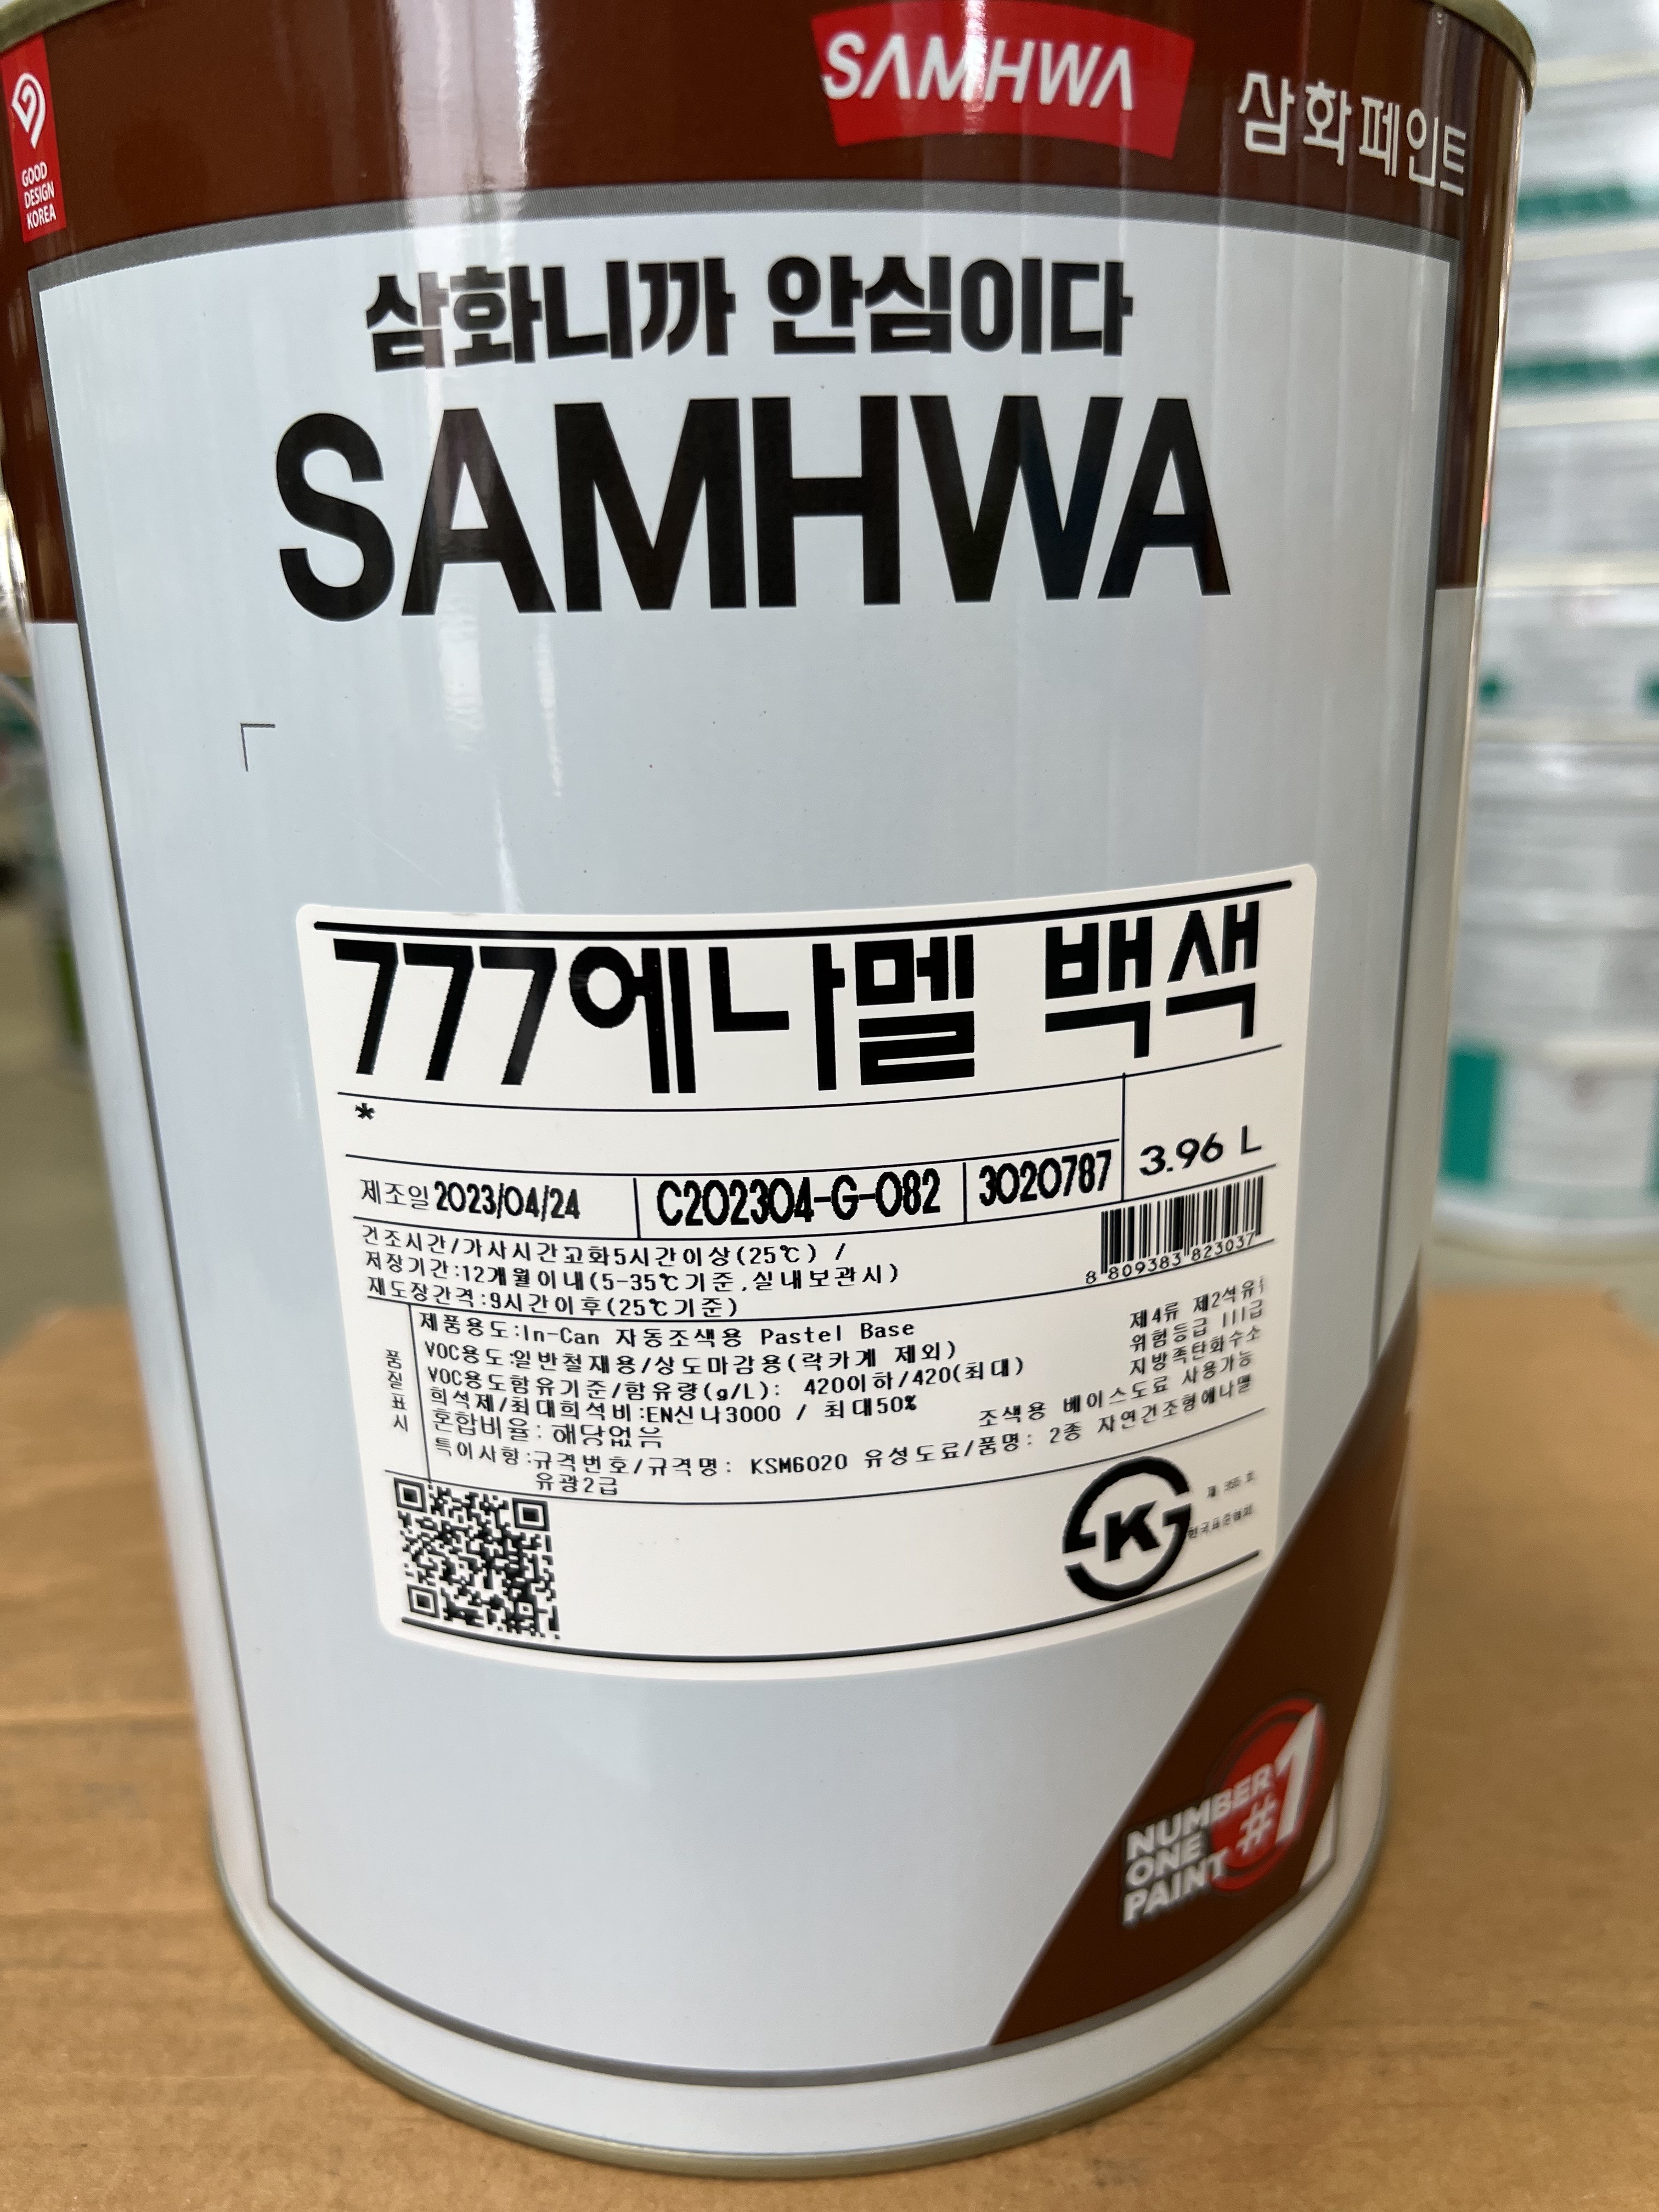 SAMHWA 삼화페인트
GOOD
DESIGN
KOREA
삼화니까 안심이다
SAMHWA
777에나멜 백색
*
3.96 L
제조일 2023/04/24 C202304-G-082 3020787
건조시간/가사시간고화5시간이상(25℃) /
저장기간:12개월이내(5-35℃기준,실내보관시)
재도장간격:9시간이후(25℃기준)
8 809383 823037
품질표시
제품용도:In-Can 자동조색용 Pastel Base
VOC용도:일반철재용/상도마감용(락카계 제외)
VOC용도함유기준/함유량(g/L): 420이하/420(최대)
희석제/최대희석비:EN신나3000 / 최대50%
혼합비율: 해당없음
제4류 제2석유
위험등급 III급
지방족탄화수소
조색용 베이스도료 사용가능
특이사항:규격번호/규격명: KSM6020 유성도료/품명: 2종 자연건조형에나멜
유광2급
K
NUMBER
ONE
PAINT
#1